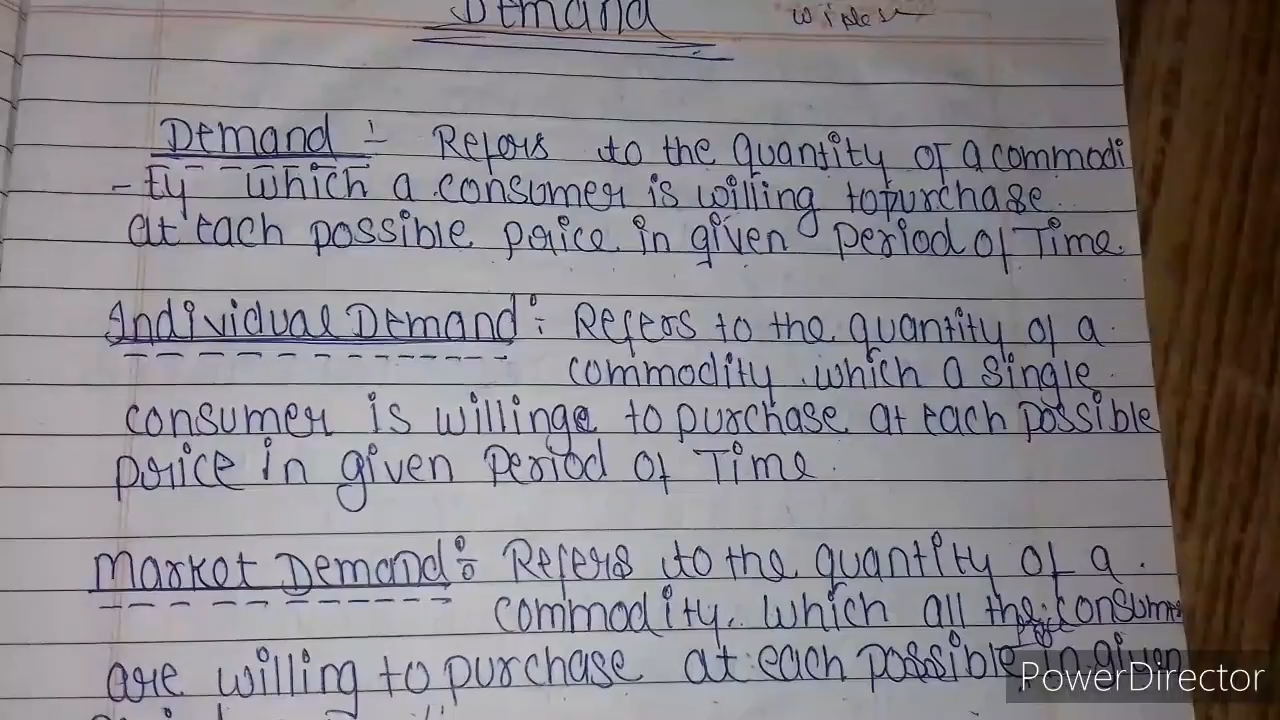 Demand
Demand :- Refers to the quantity of a commodi
-ty which a consumer is willing to purchase
at each possible price in given period of Time.
Individual Demand : Refers to the quantity of a
commodity which a single
consumer is willinge to purchase at each possible
price in given period of Time.
Market Demand : Refers to the quantity of a
commodity, which all the consume
are willing to purchase at each possible in given
PowerDirector